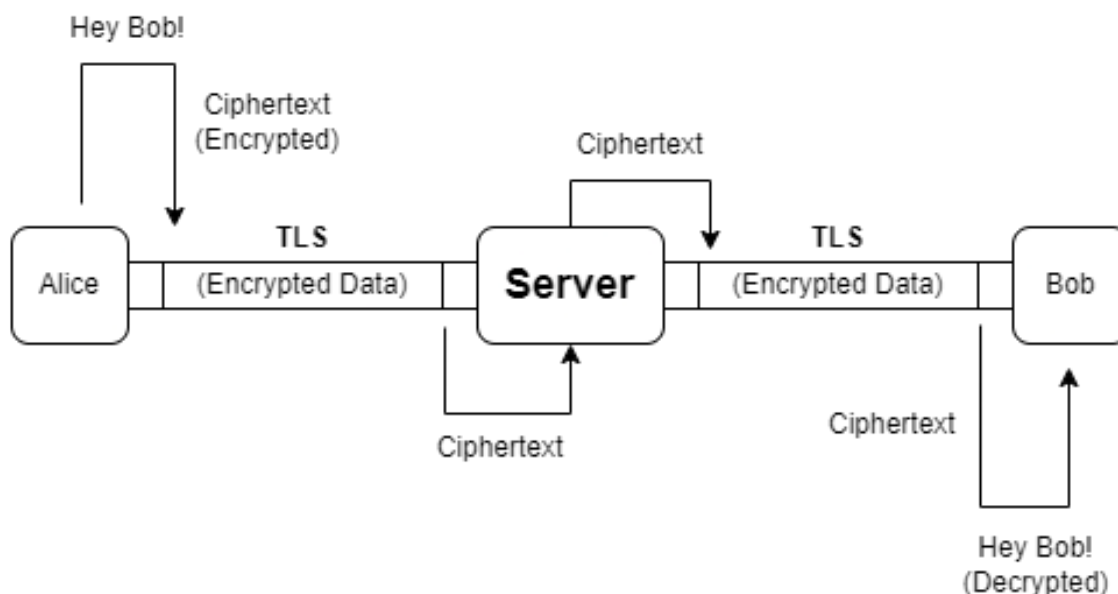 Hey Bob!
Ciphertext
(Encrypted)
Ciphertext
TLS
TLS
Alice
(Encrypted Data)
Server
(Encrypted Data)
Bob
Ciphertext
Ciphertext
Hey Bob!
(Decrypted)